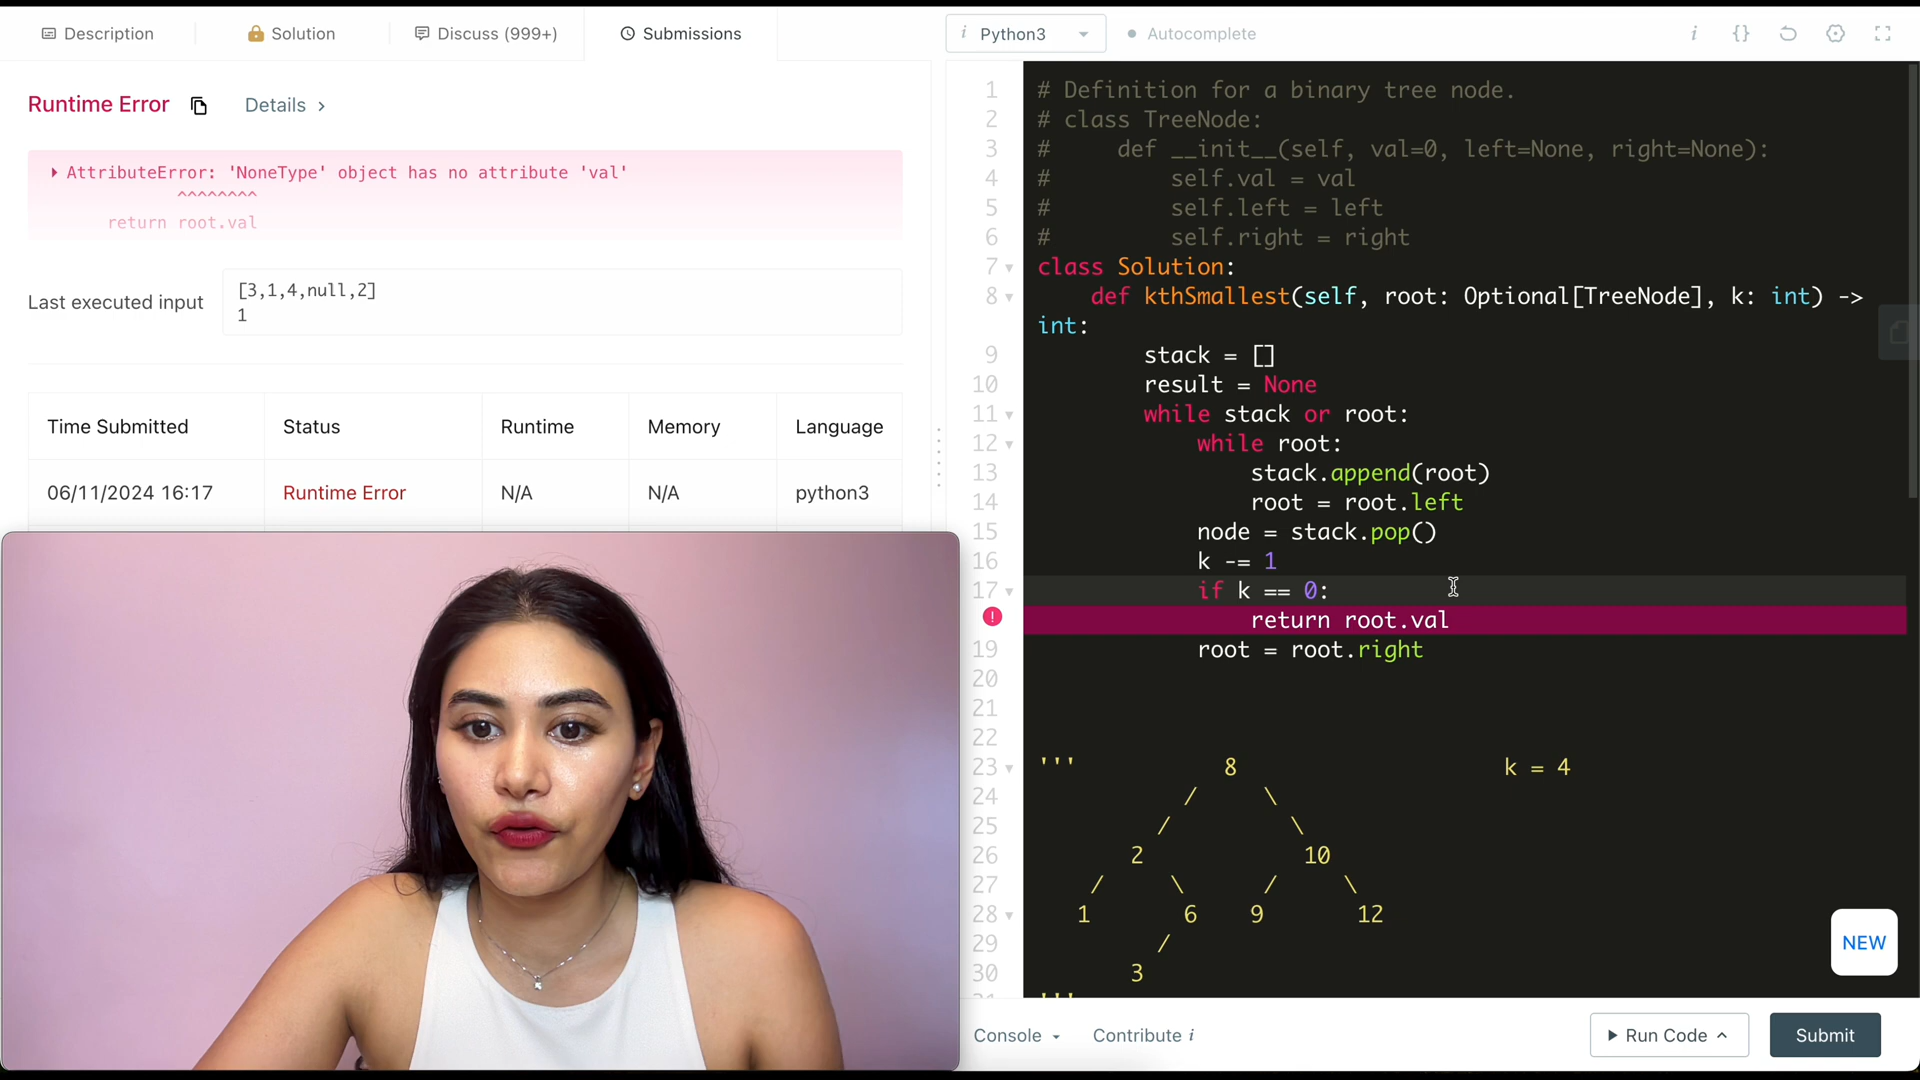 Description
Solution
Discuss (999+)
Submissions
i Python3
Autocomplete
i {}
Runtime Error
Details >
AttributeError: 'NoneType' object has no attribute 'val'
^^^^^^^^
return root.val
Last executed input
[3,1,4,null,2]
1
Time Submitted Status Runtime Memory Language
06/11/2024 16:17 Runtime Error N/A N/A python3
1 # Definition for a binary tree node.
2 # class TreeNode:
3 #     def __init__(self, val=0, left=None, right=None):
4 #         self.val = val
5 #         self.left = left
6 #         self.right = right
7 class Solution:
8     def kthSmallest(self, root: Optional[TreeNode], k: int) ->
int:
9         stack = []
10         result = None
11         while stack or root:
12             while root:
13                 stack.append(root)
14                 root = root.left
15             node = stack.pop()
16             k -= 1
17             if k == 0:
!                 return root.val
19             root = root.right
20
21
22
23 '''           8                    k = 4
24            /     \
25          /         \
26        2             10
27     /     \       /     \
28    1       6    9       12
29          /
30        3
'''
NEW
Console
Contribute i
Run Code
Submit